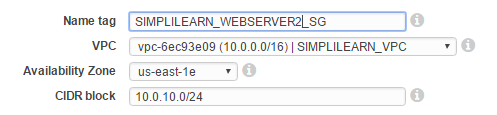 Name tag SIMPLILEARN_WEBSERVER2_SG
VPC vpc-6ec93e09 (10.0.0.0/16) | SIMPLILEARN_VPC
Availability Zone us-east-1e
CIDR block 10.0.10.0/24